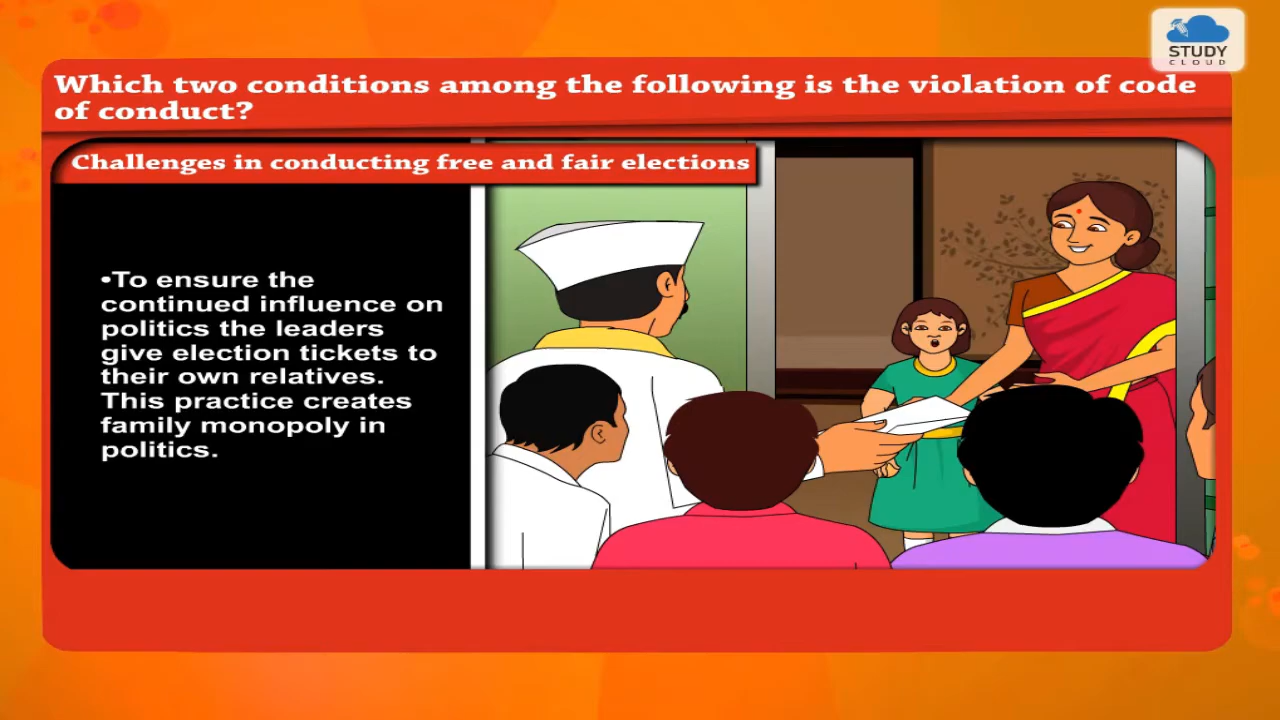 STUDY
CLOUD
Which two conditions among the following is the violation of code
of conduct?
Challenges in conducting free and fair elections
•To ensure the
continued influence on
politics the leaders
give election tickets to
their own relatives.
This practice creates
family monopoly in
politics.